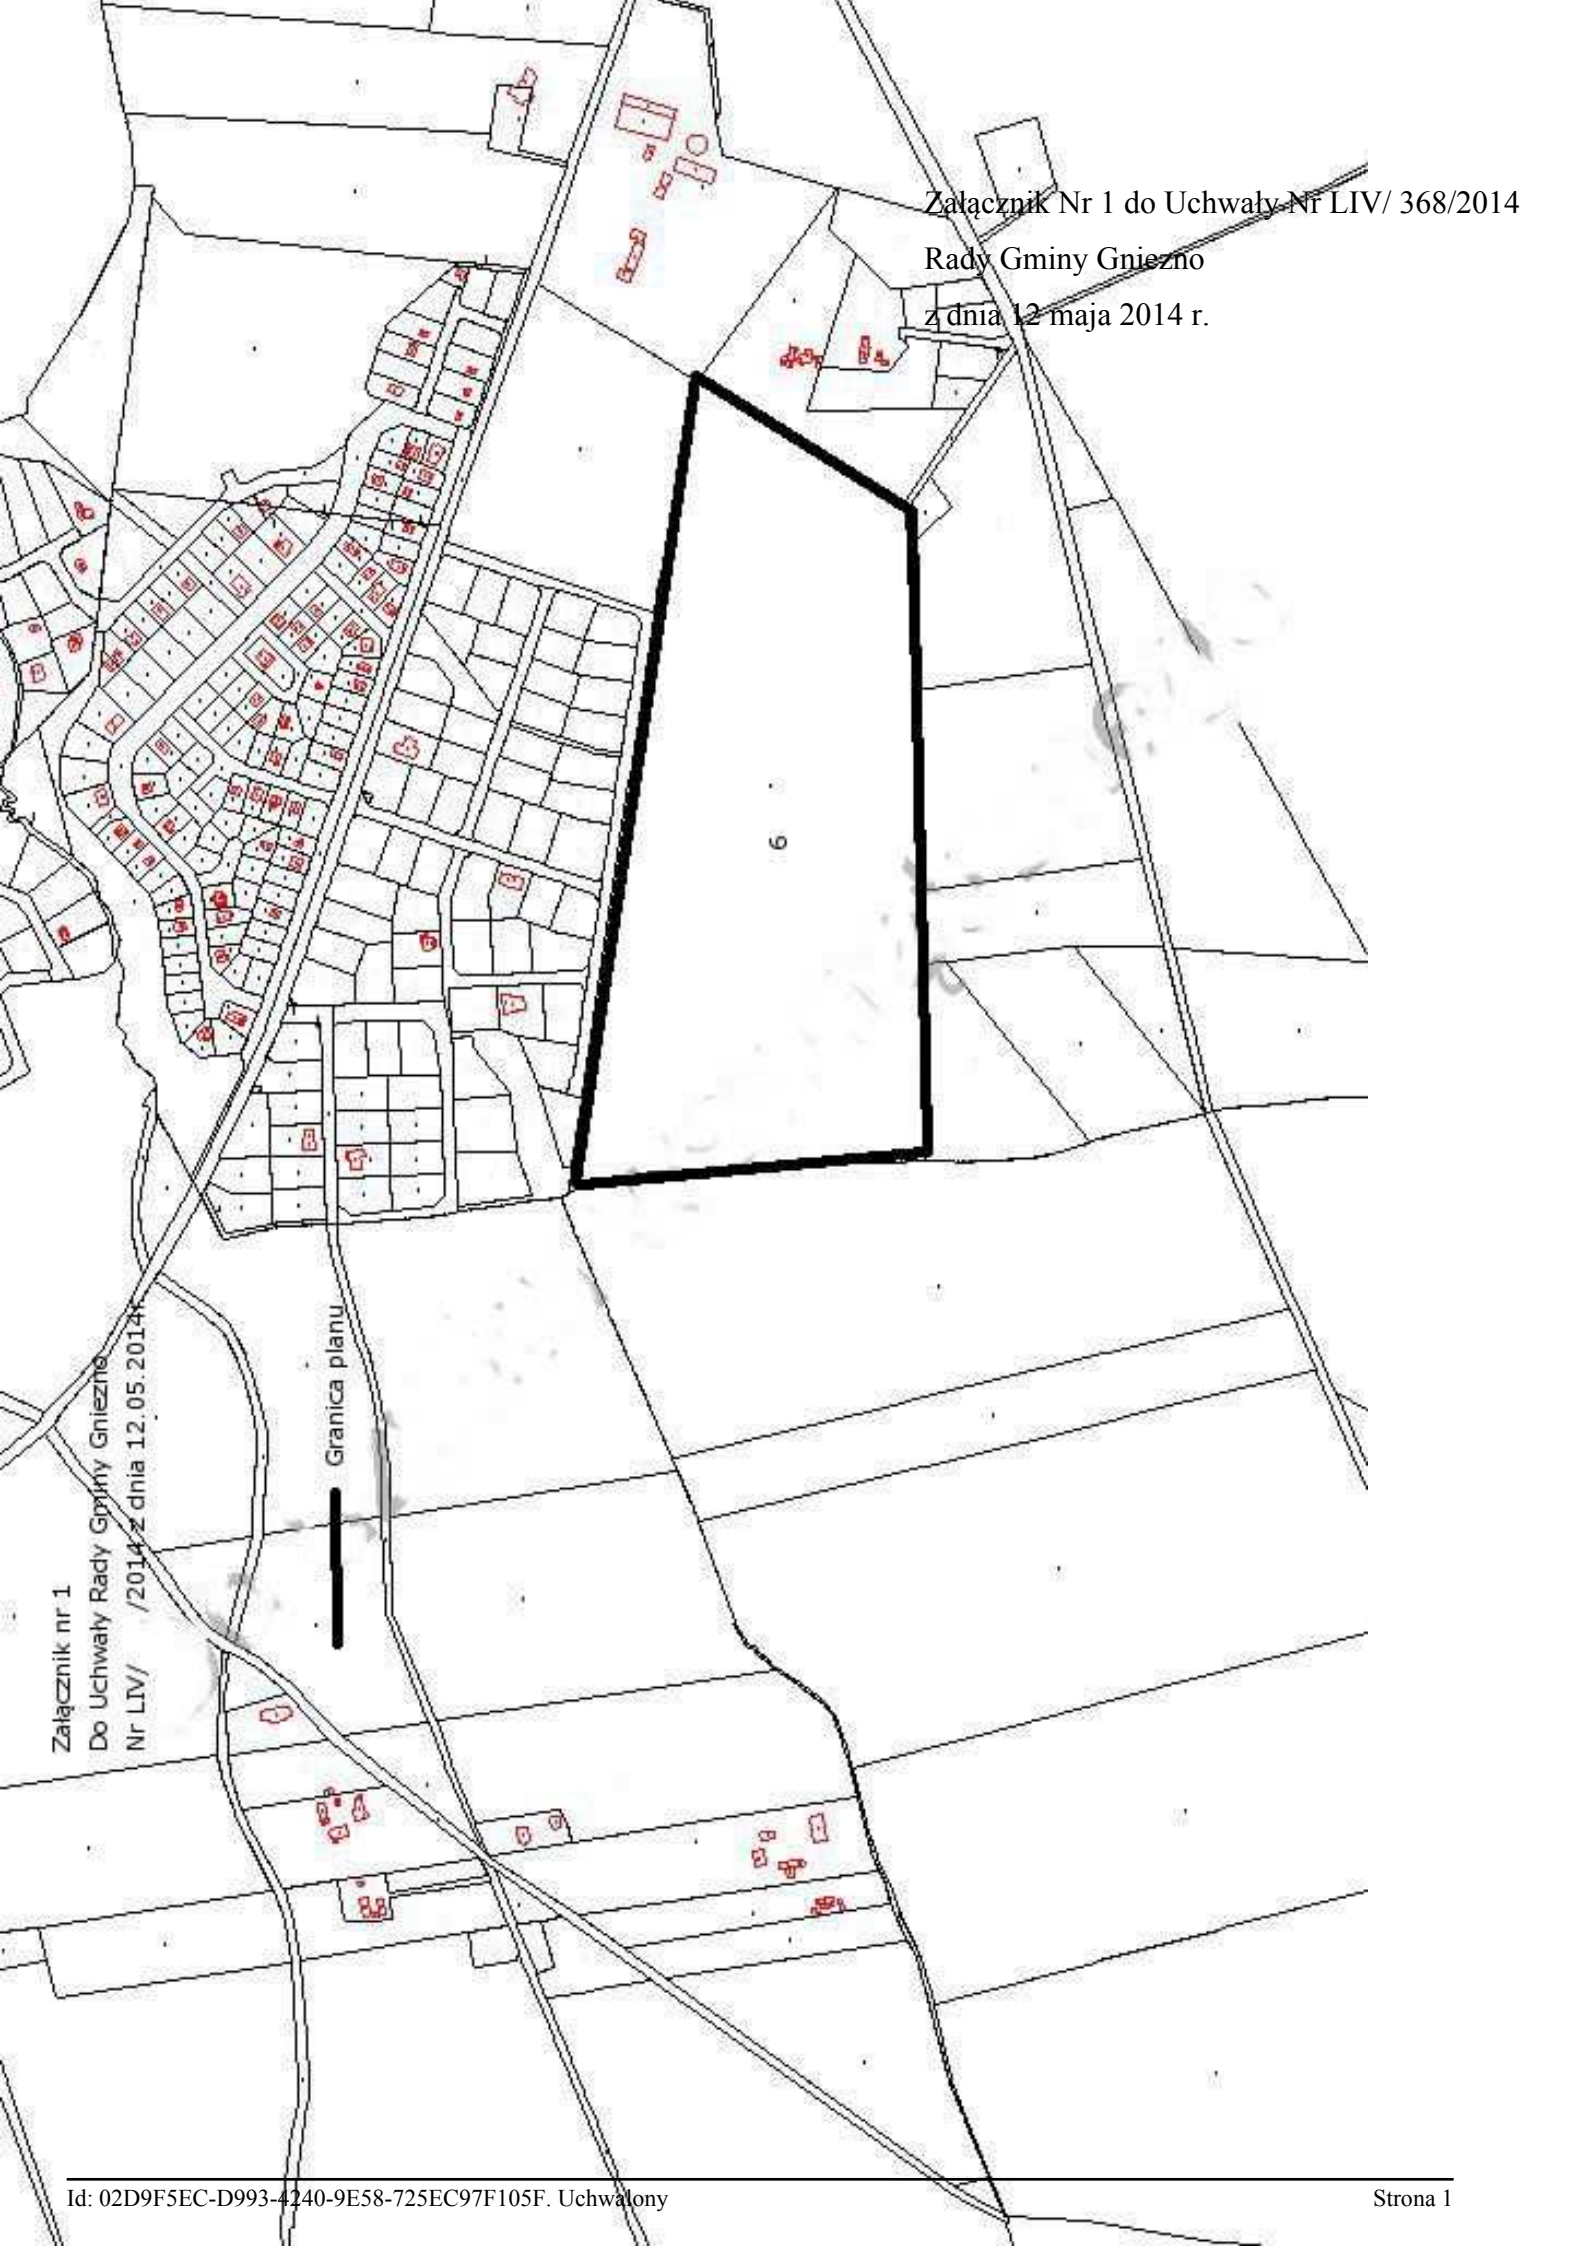 Załącznik Nr 1 do Uchwały Nr LIV/ 368/2014
Rady Gminy Gniezno
z dnia 12 maja 2014 r.
6
Załącznik nr 1
Do Uchwały Rady Gminy Gniezno
Nr LIV/ /2014 z dnia 12.05.2014r.
Granica planu
Id: 02D9F5EC-D993-4240-9E58-725EC97F105F. Uchwalony
Strona 1